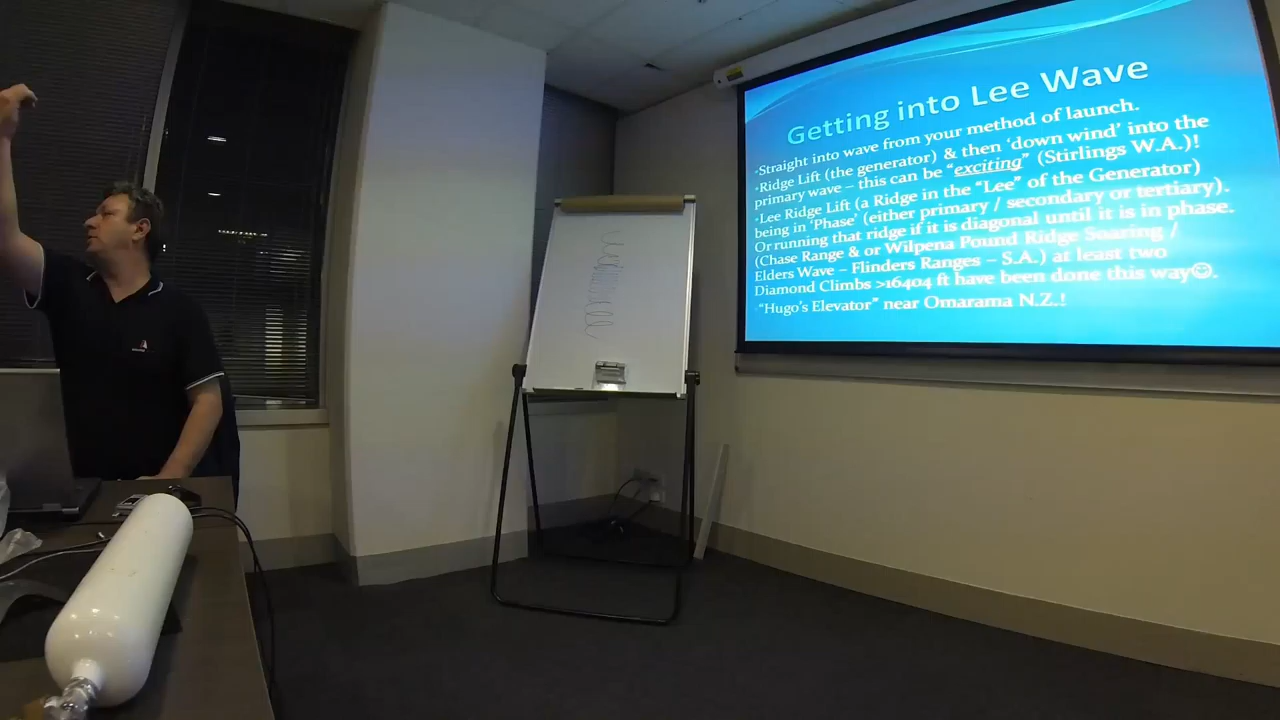 Getting into Lee Wave
•Straight into wave from your method of launch.
•Ridge Lift (the generator) & then 'down wind' into the
primary wave – this can be "exciting" (Stirlings W.A.)!
•Lee Ridge Lift (a Ridge in the "Lee" of the Generator)
being in 'Phase' (either primary / secondary or tertiary).
Or running that ridge if it is diagonal until it is in phase.
(Chase Range & or Wilpena Pound Ridge Soaring /
Elders Wave – Flinders Ranges – S.A.) at least two
Diamond Climbs >16404 ft have been done this way☺.
•"Hugo's Elevator" near Omarama N.Z.!